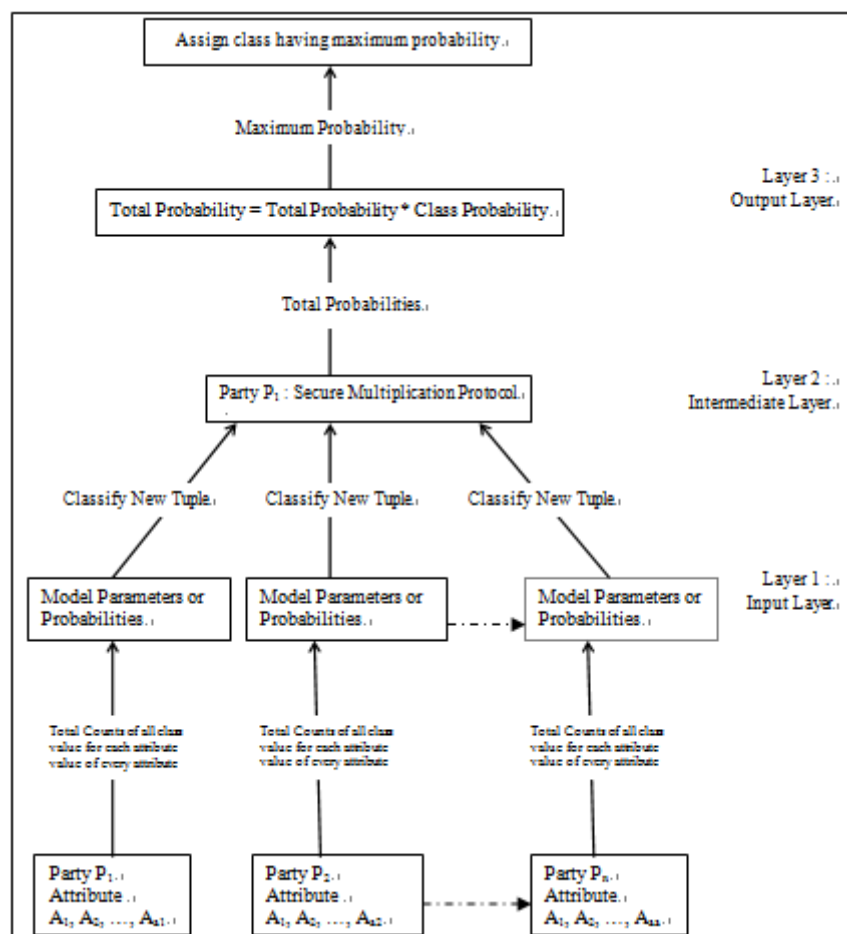 Assign class having maximum probability.
Maximum Probability.
Layer 3 :.
Output Layer.
Total Probability = Total Probability * Class Probability.
Total Probabilities.
Layer 2 :.
Intermediate Layer.
Party P₁ : Secure Multiplication Protocol.
Classify New Tuple.
Classify New Tuple.
Classify New Tuple.
Layer 1 :.
Input Layer.
Model Parameters or
Probabilities.
Model Parameters or
Probabilities.
Model Parameters or
Probabilities.
Total Counts of all class
value for each attribute
value of every attribute
Total Counts of all class
value for each attribute
value of every attribute
Total Counts of all class
value for each attribute
value of every attribute
Party P₁.
Attribute .
A₁, A₂, …, Aₙ₁.
Party P₂.
Attribute .
A₁, A₂, …, Aₙ₂.
Party Pₙ.
Attribute.
A₁, A₂, …, Aₙₙ.